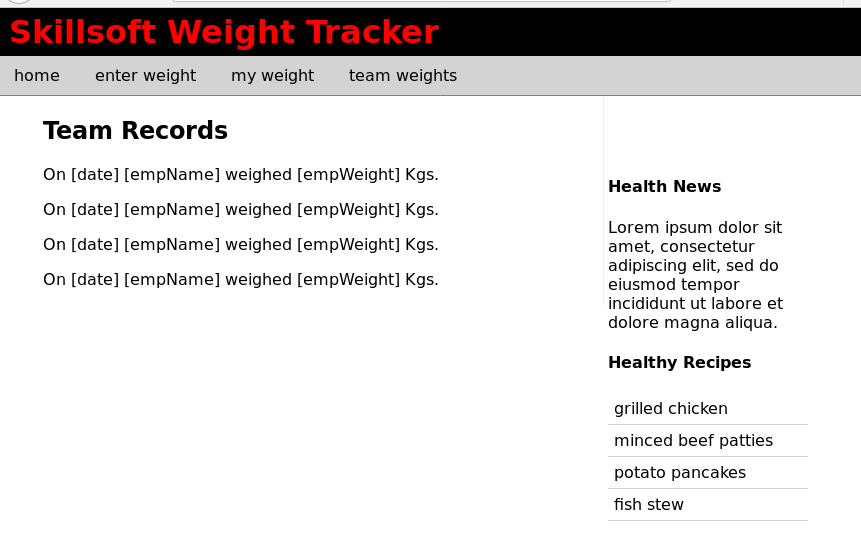 Skillsoft Weight Tracker
home enter weight my weight team weights
Team Records
On [date] [empName] weighed [empWeight] Kgs.
On [date] [empName] weighed [empWeight] Kgs.
On [date] [empName] weighed [empWeight] Kgs.
On [date] [empName] weighed [empWeight] Kgs.
Health News
Lorem ipsum dolor sit
amet, consectetur
adipiscing elit, sed do
eiusmod tempor
incididunt ut labore et
dolore magna aliqua.
Healthy Recipes
grilled chicken
minced beef patties
potato pancakes
fish stew